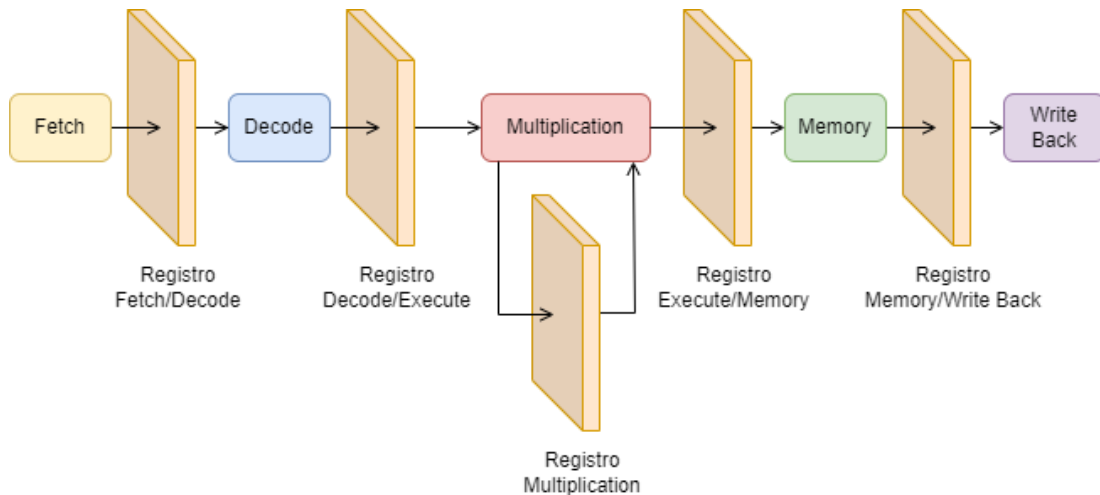 Fetch
Decode
Multiplication
Memory
Write
Back
Registro
Fetch/Decode
Registro
Decode/Execute
Registro
Execute/Memory
Registro
Memory/Write Back
Registro
Multiplication